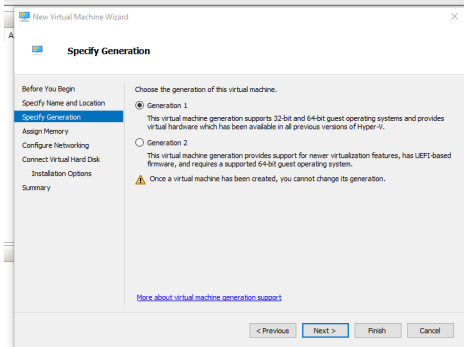 New Virtual Machine Wizard
Specify Generation
Before You Begin
Specify Name and Location
Specify Generation
Assign Memory
Configure Networking
Connect Virtual Hard Disk
Installation Options
Summary
Choose the generation of this virtual machine.
Generation 1
This virtual machine generation supports 32-bit and 64-bit guest operating systems and provides
virtual hardware which has been available in all previous versions of Hyper-V.
Generation 2
This virtual machine generation provides support for newer virtualization features, has UEFI-based
firmware, and requires a supported 64-bit guest operating system.
Once a virtual machine has been created, you cannot change its generation.
More about virtual machine generation support
< Previous
Next >
Finish
Cancel